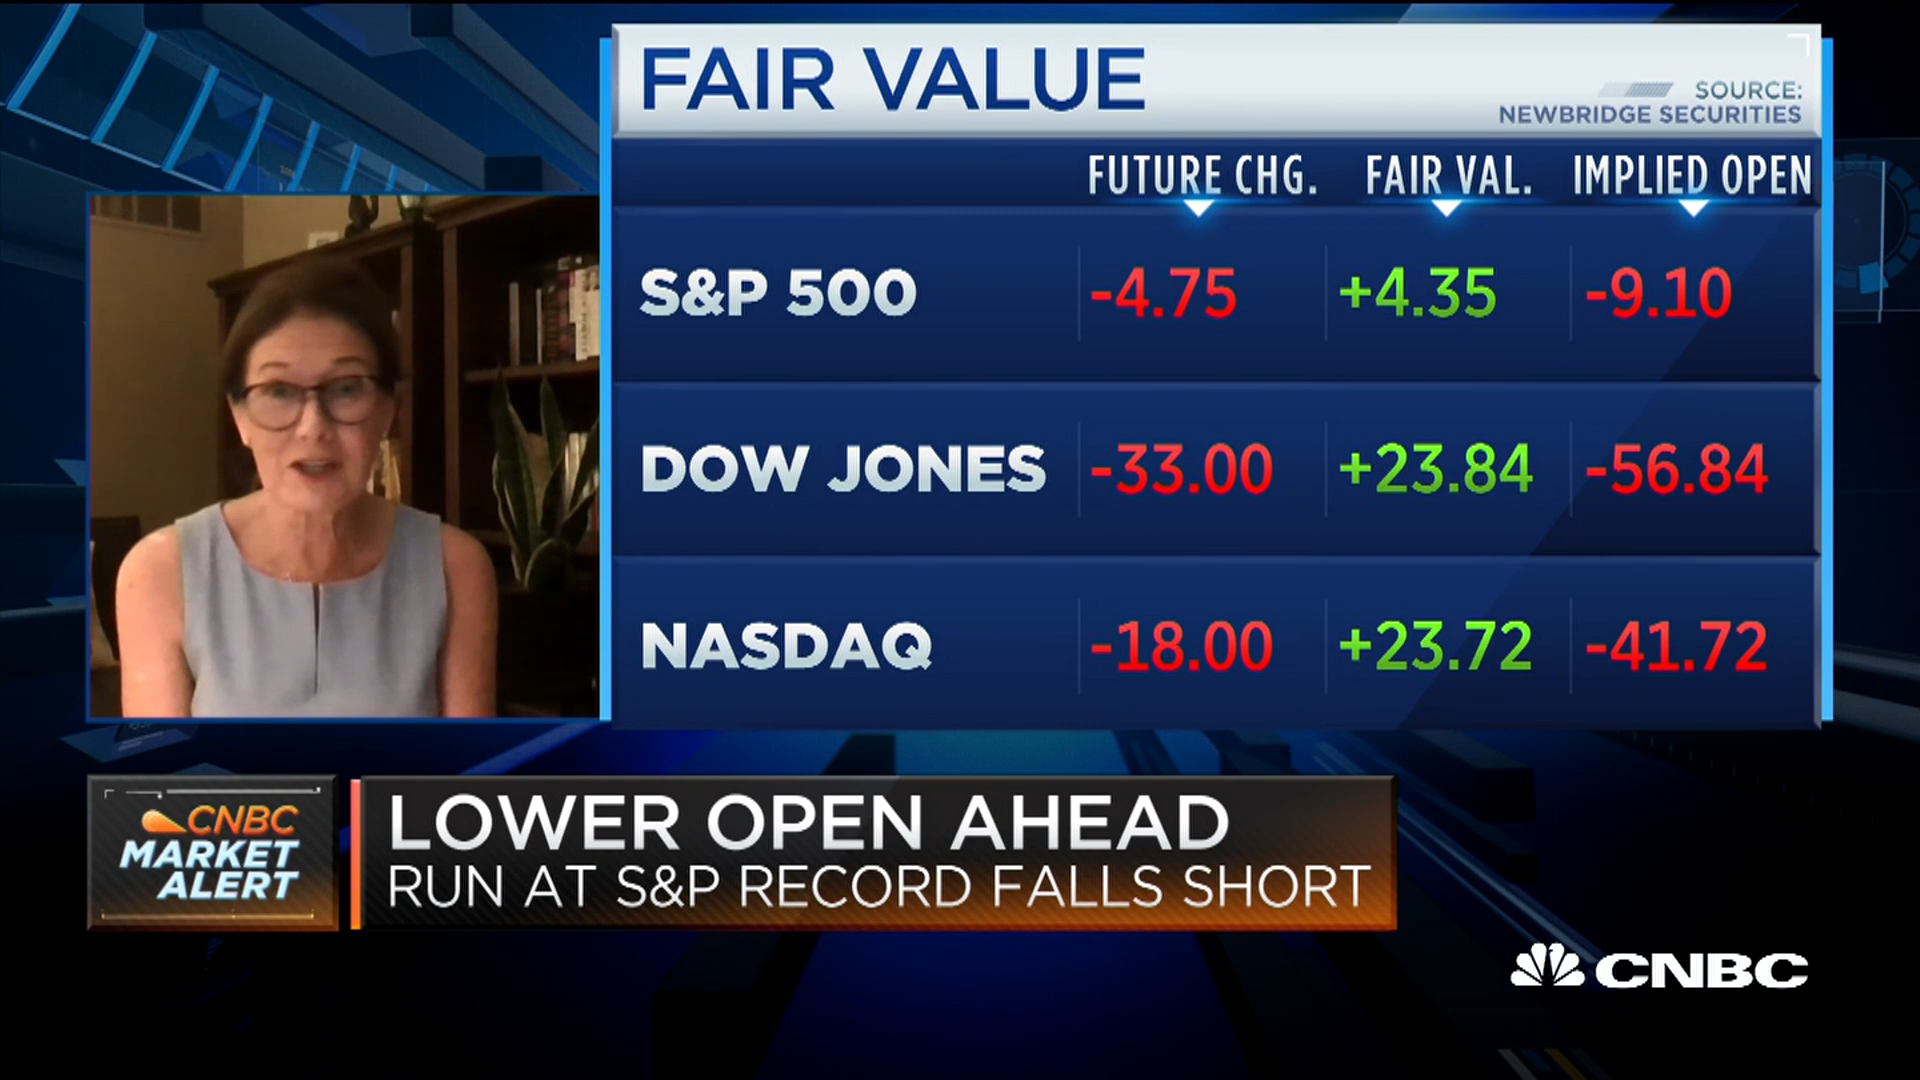 FAIR VALUE
SOURCE:
NEWBRIDGE SECURITIES
FUTURE CHG. FAIR VAL. IMPLIED OPEN
S&P 500 -4.75 +4.35 -9.10
DOW JONES -33.00 +23.84 -56.84
NASDAQ -18.00 +23.72 -41.72
CNBC
MARKET
ALERT
LOWER OPEN AHEAD
RUN AT S&P RECORD FALLS SHORT
CNBC